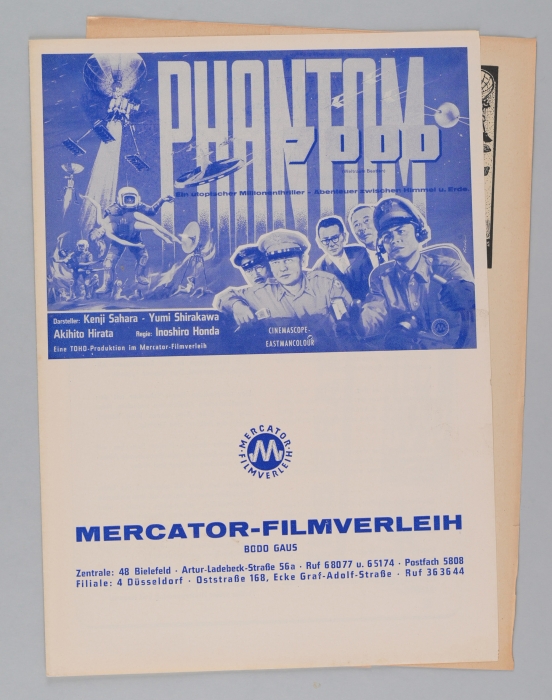 PHANTOM
7000
Ein utopischer Millionenthriller - Abenteuer zwischen Himmel u. Erde.
Darsteller: Kenji Sahara - Yumi Shirakawa
Akihito Hirata Regie: Inoshiro Honda
Eine TOHO-Produktion im Mercator-Filmverleih
CINEMASCOPE
EASTMANCOLOUR
MERCATOR-
FILMVERLEIH
M
MERCATOR-FILMVERLEIH
BODO GAUS
Zentrale: 48 Bielefeld · Artur-Ladebeck-Straße 56a · Ruf 68077 u. 65174 · Postfach 5808
Filiale: 4 Düsseldorf · Oststraße 168, Ecke Graf-Adolf-Straße · Ruf 363644